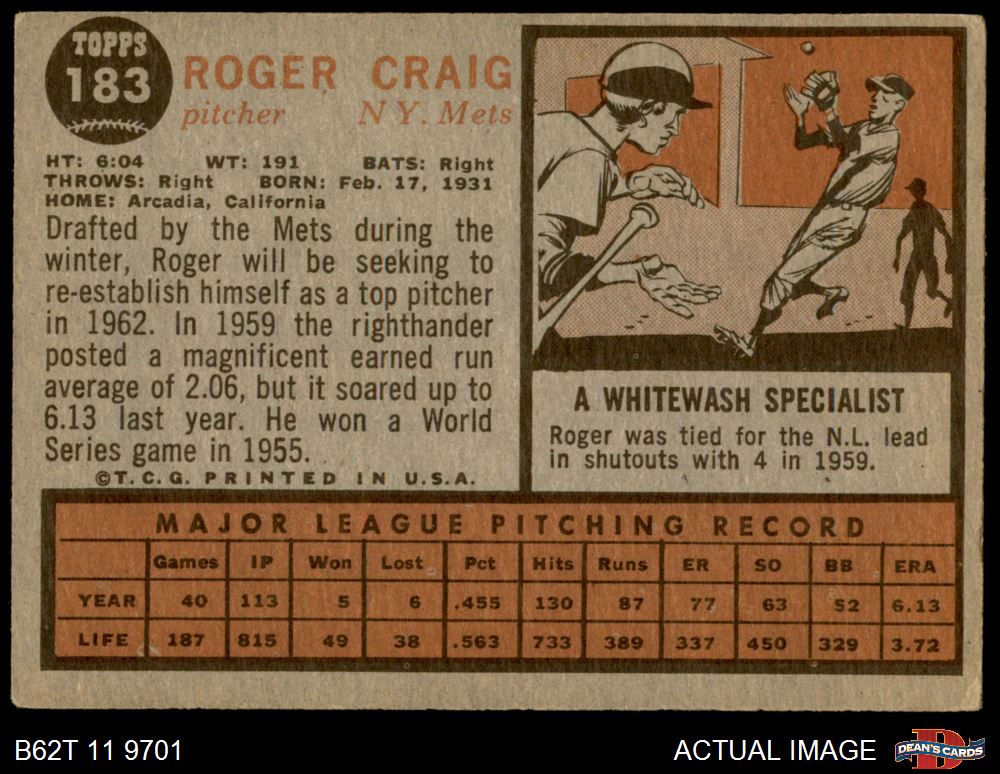 TOPPS
183
ROGER CRAIG
pitcher N Y. Mets
HT: 6:04 WT: 191 BATS: Right
THROWS: Right BORN: Feb. 17, 1931
HOME: Arcadia, California
Drafted by the Mets during the
winter, Roger will be seeking to
re-establish himself as a top pitcher
in 1962. In 1959 the righthander
posted a magnificent earned run
average of 2.06, but it soared up to
6.13 last year. He won a World
Series game in 1955.
©T. C. G. PRINTED IN U. S. A.
A WHITEWASH SPECIALIST
Roger was tied for the N.L. lead
in shutouts with 4 in 1959.
MAJOR LEAGUE PITCHING RECORD
Games IP Won Lost Pct Hits Runs ER SO BB ERA
YEAR 40 113 5 6 .455 130 87 77 63 52 6.13
LIFE 187 815 49 38 .563 733 389 337 450 329 3.72
B62T 11 9701 ACTUAL IMAGE DEAN'S CARDS